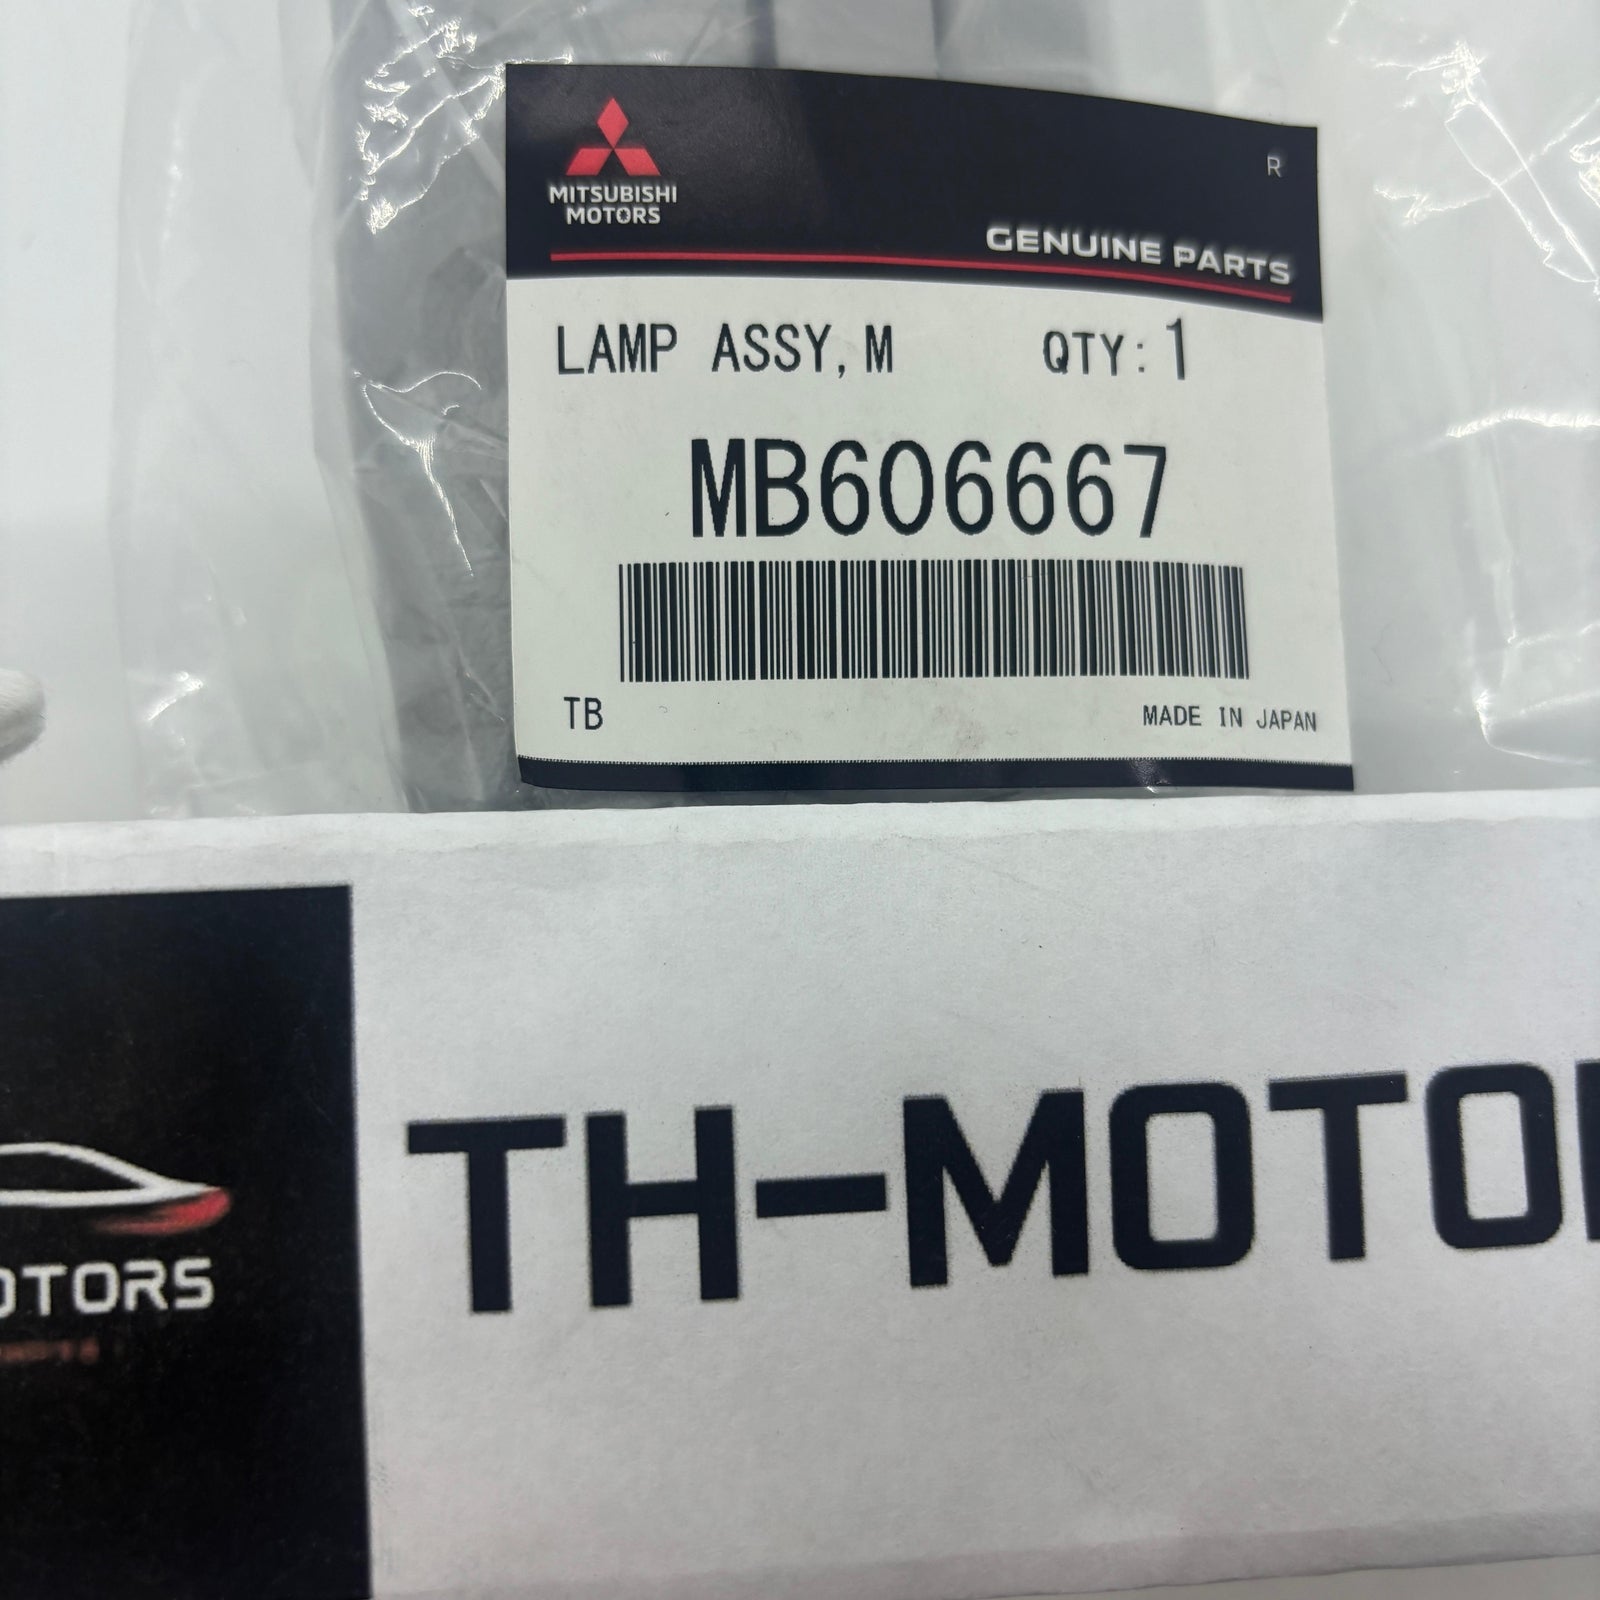 MITSUBISHI
MOTORS
R
GENUINE PARTS
LAMP ASSY, M QTY: 1
MB606667
TB MADE IN JAPAN
TH-MOTO
OTORS